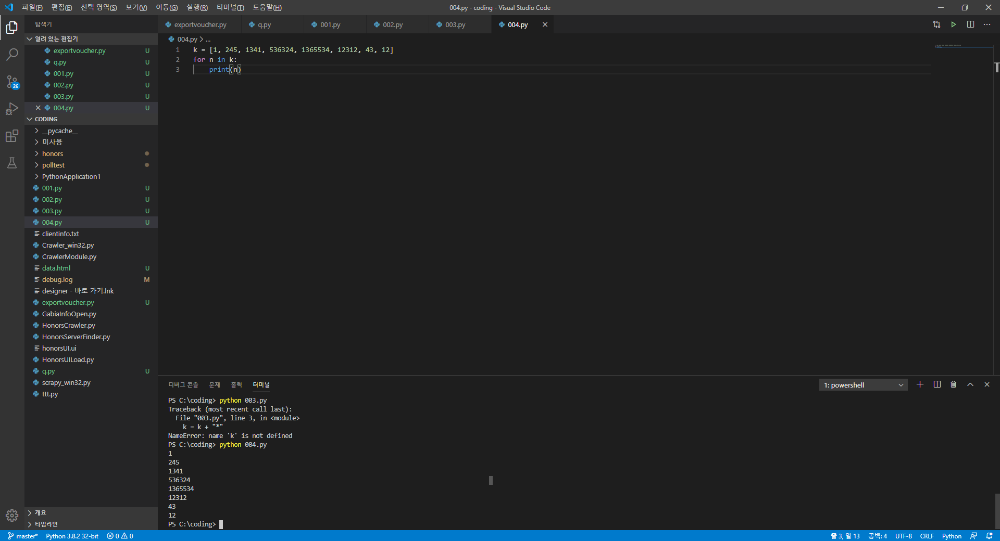 파일(F) 편집(E) 선택 영역(S) 보기(V) 이동(G) 실행(R) 터미널(T) 도움말(H)
004.py - coding - Visual Studio Code
탐색기
exportvoucher.py q.py 001.py 002.py 003.py 004.py
열려 있는 편집기
exportvoucher.py U
q.py U
001.py U
002.py U
003.py U
004.py U
CODING
__pycache__
미사용
honors
polltest
PythonApplication1
001.py U
002.py U
003.py U
004.py U
clientinfo.txt
Crawler_win32.py
CrawlerModule.py
data.html U
debug.log M
designer - 바로 가기.lnk
exportvoucher.py U
GabiaInfoOpen.py
HonorsCrawler.py
HonorsServerFinder.py
honorsUI.ui
HonorsUILoad.py
q.py U
scrapy_win32.py
ttt.py
개요
타임라인
26
004.py > ...
1 k = [1, 245, 1341, 536324, 1365534, 12312, 43, 12]
2 for n in k:
3 print(n)
디버그 콘솔 문제 출력 터미널
1: powershell
PS C:\coding> python 003.py
Traceback (most recent call last):
File "003.py", line 3, in <module>
k = k + "*"
NameError: name 'k' is not defined
PS C:\coding> python 004.py
1
245
1341
536324
1365534
12312
43
12
PS C:\coding>
master* Python 3.8.2 32-bit 0 0
줄 3, 열 13 공백: 4 UTF-8 CRLF Python